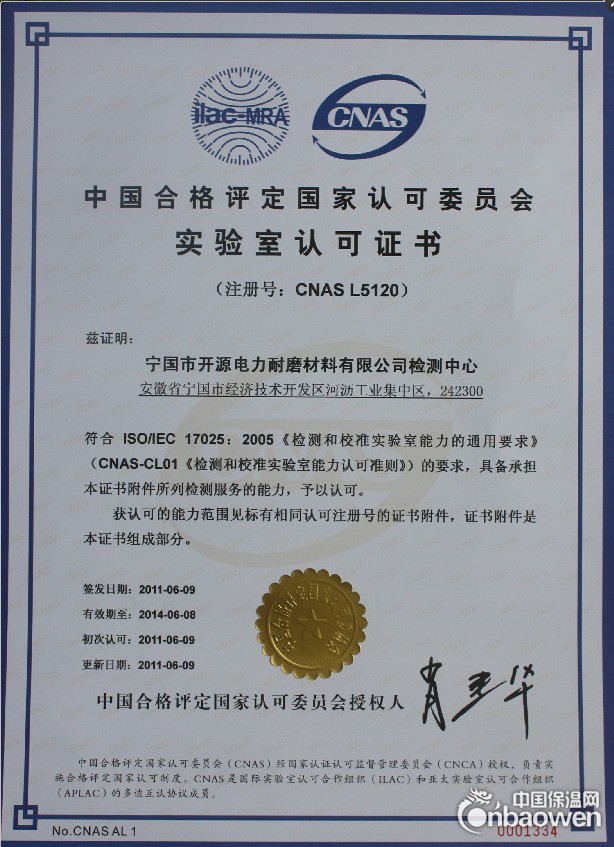 ilac-MRA
CNAS
中国合格评定国家认可委员会
实验室认可证书
（注册号：CNAS L5120）
兹证明：
宁国市开源电力耐磨材料有限公司检测中心
安徽省宁国市经济技术开发区河沥工业集中区，242300
符合 ISO/IEC 17025：2005《检测和校准实验室能力的通用要求》
（CNAS-CL01《检测和校准实验室能力认可准则》）的要求，具备承担
本证书附件所列检测服务的能力，予以认可。
获认可的能力范围见标有相同认可注册号的证书附件，证书附件是
本证书组成部分。
签发日期：2011-06-09
有效期至：2014-06-08
初次认可：2011-06-09
更新日期：2011-06-09
中国合格评定国家认可委员会授权人
中国合格评定国家认可委员会（CNAS）经国家认证认可监督管理委员会（CNCA）授权，负责实
施合格评定国家认可制度。CNAS是国际实验室认可合作组织（ILAC）和亚太实验室认可合作组织
（APLAC）的多边互认协议成员。
No.CNAS AL 1
0001334
中国保温网
Cnbaowen